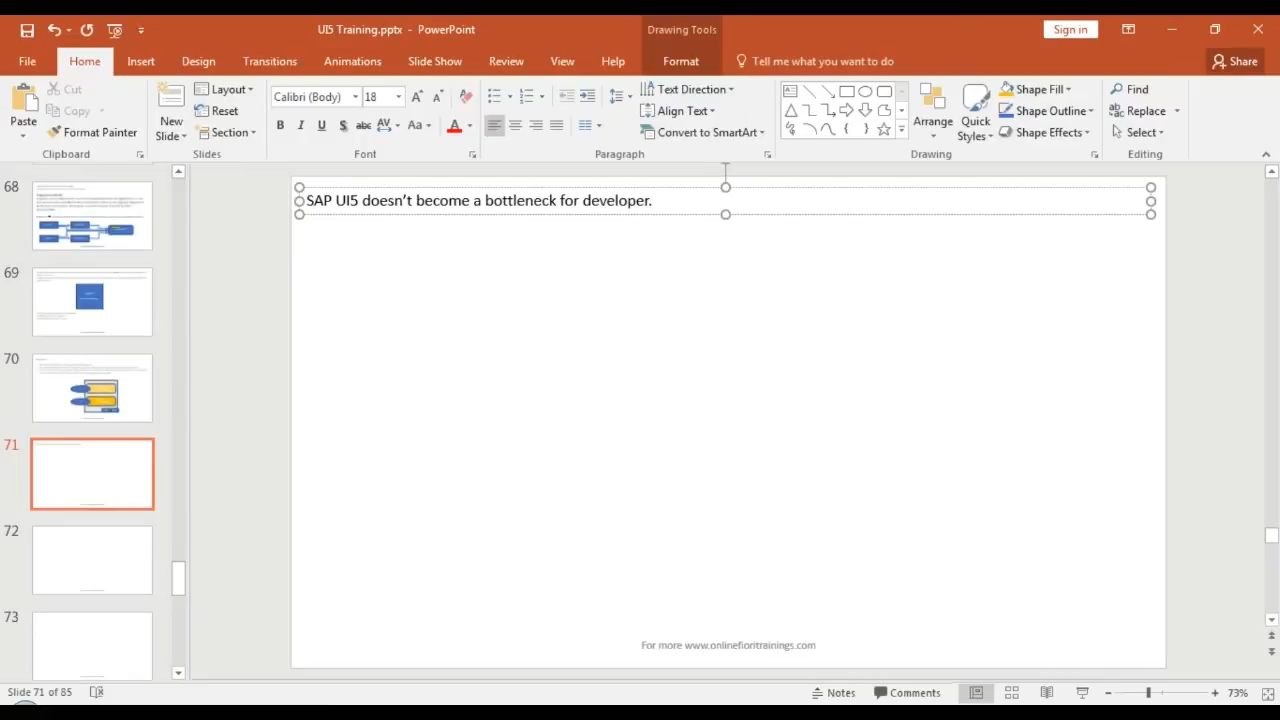 UI5 Training.pptx - PowerPoint
Drawing Tools
Sign in
File Home Insert Design Transitions Animations Slide Show Review View Help Format Tell me what you want to do Share
Paste
Cut
Copy
Format Painter
Clipboard
New Slide
Layout
Reset
Section
Slides
Calibri (Body) 18
B I U S abc AV Aa A
Font
Text Direction
Align Text
Convert to SmartArt
Paragraph
Arrange
Quick Styles
Shape Fill
Shape Outline
Shape Effects
Drawing
Find
Replace
Select
Editing
68
69
70
71
72
73
SAP UI5 doesn’t become a bottleneck for developer.
For more www.onlinefioritrainings.com
Slide 71 of 85
Notes
Comments
73%